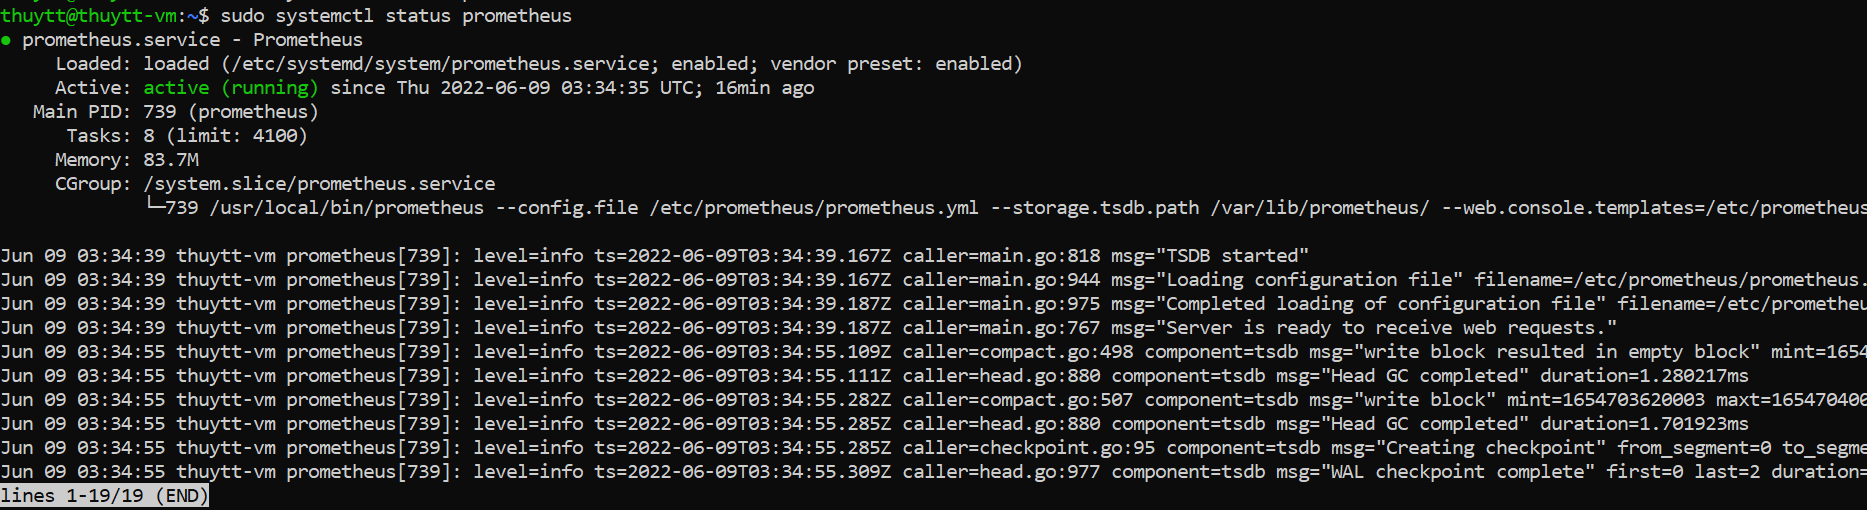 thuytt@thuytt-vm:~$ sudo systemctl status prometheus
● prometheus.service - Prometheus
Loaded: loaded (/etc/systemd/system/prometheus.service; enabled; vendor preset: enabled)
Active: active (running) since Thu 2022-06-09 03:34:35 UTC; 16min ago
Main PID: 739 (prometheus)
Tasks: 8 (limit: 4100)
Memory: 83.7M
CGroup: /system.slice/prometheus.service
└─739 /usr/local/bin/prometheus --config.file /etc/prometheus/prometheus.yml --storage.tsdb.path /var/lib/prometheus/ --web.console.templates=/etc/prometheus
Jun 09 03:34:39 thuytt-vm prometheus[739]: level=info ts=2022-06-09T03:34:39.167Z caller=main.go:818 msg="TSDB started"
Jun 09 03:34:39 thuytt-vm prometheus[739]: level=info ts=2022-06-09T03:34:39.167Z caller=main.go:944 msg="Loading configuration file" filename=/etc/prometheus/prometheus.
Jun 09 03:34:39 thuytt-vm prometheus[739]: level=info ts=2022-06-09T03:34:39.187Z caller=main.go:975 msg="Completed loading of configuration file" filename=/etc/prometheu
Jun 09 03:34:39 thuytt-vm prometheus[739]: level=info ts=2022-06-09T03:34:39.187Z caller=main.go:767 msg="Server is ready to receive web requests."
Jun 09 03:34:55 thuytt-vm prometheus[739]: level=info ts=2022-06-09T03:34:55.109Z caller=compact.go:498 component=tsdb msg="write block resulted in empty block" mint=1654
Jun 09 03:34:55 thuytt-vm prometheus[739]: level=info ts=2022-06-09T03:34:55.111Z caller=head.go:880 component=tsdb msg="Head GC completed" duration=1.280217ms
Jun 09 03:34:55 thuytt-vm prometheus[739]: level=info ts=2022-06-09T03:34:55.282Z caller=compact.go:507 component=tsdb msg="write block" mint=1654703620003 maxt=165470400
Jun 09 03:34:55 thuytt-vm prometheus[739]: level=info ts=2022-06-09T03:34:55.285Z caller=head.go:880 component=tsdb msg="Head GC completed" duration=1.701923ms
Jun 09 03:34:55 thuytt-vm prometheus[739]: level=info ts=2022-06-09T03:34:55.285Z caller=checkpoint.go:95 component=tsdb msg="Creating checkpoint" from_segment=0 to_segme
Jun 09 03:34:55 thuytt-vm prometheus[739]: level=info ts=2022-06-09T03:34:55.309Z caller=head.go:977 component=tsdb msg="WAL checkpoint complete" first=0 last=2 duration=
lines 1-19/19 (END)